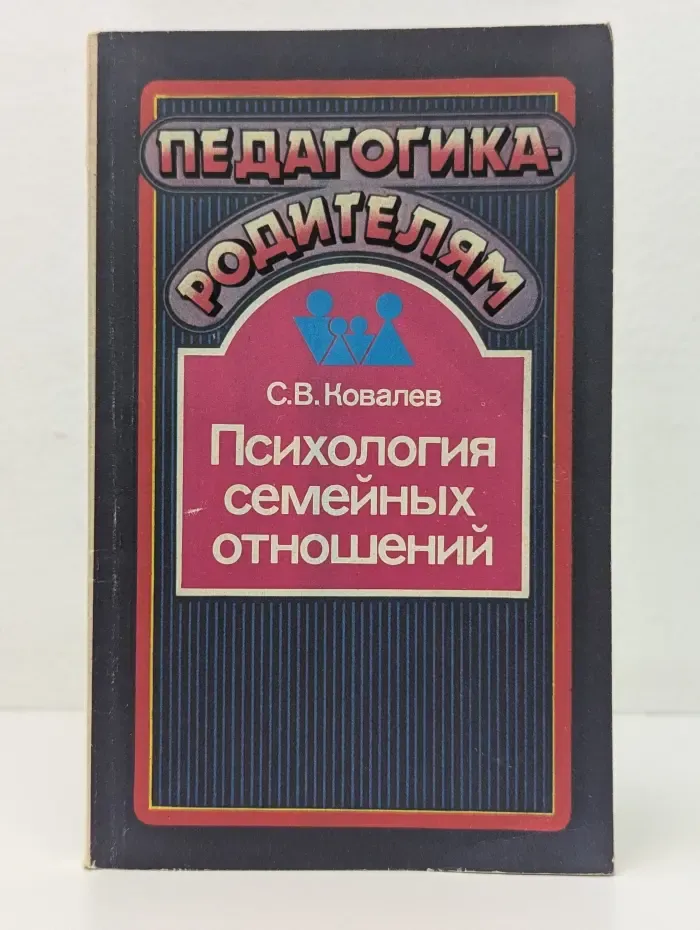 ПЕДАГОГИКА-
РОДИТЕЛЯМ
С.В. Ковалев
Психология
семейных
отношений